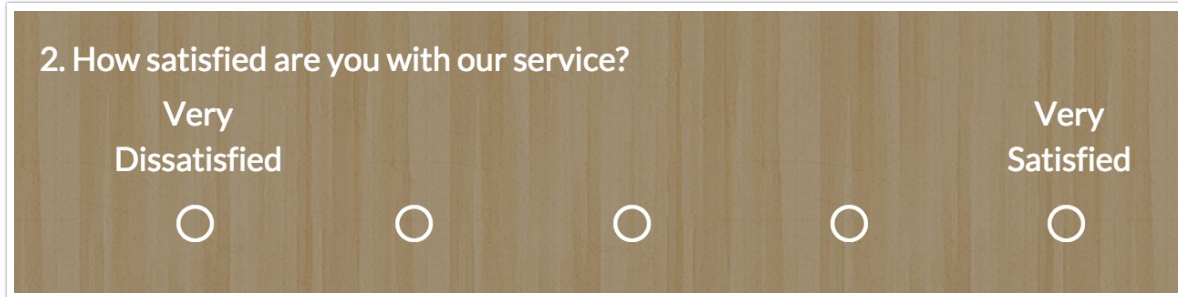 2. How satisfied are you with our service?
Very
Dissatisfied
Very
Satisfied